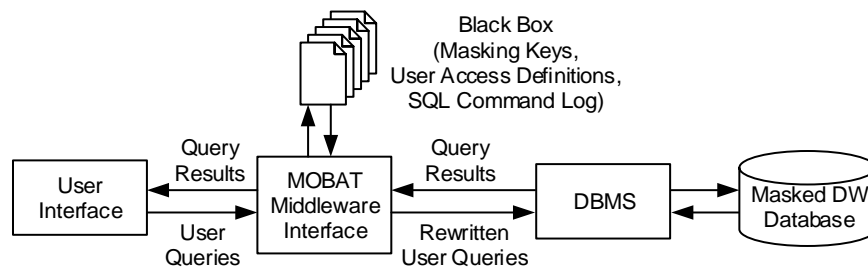 Black Box
(Masking Keys,
User Access Definitions,
SQL Command Log)
Query
Results
Query
Results
User
Interface
MOBAT
Middleware
Interface
DBMS
Masked DW
Database
User
Queries
Rewritten
User Queries